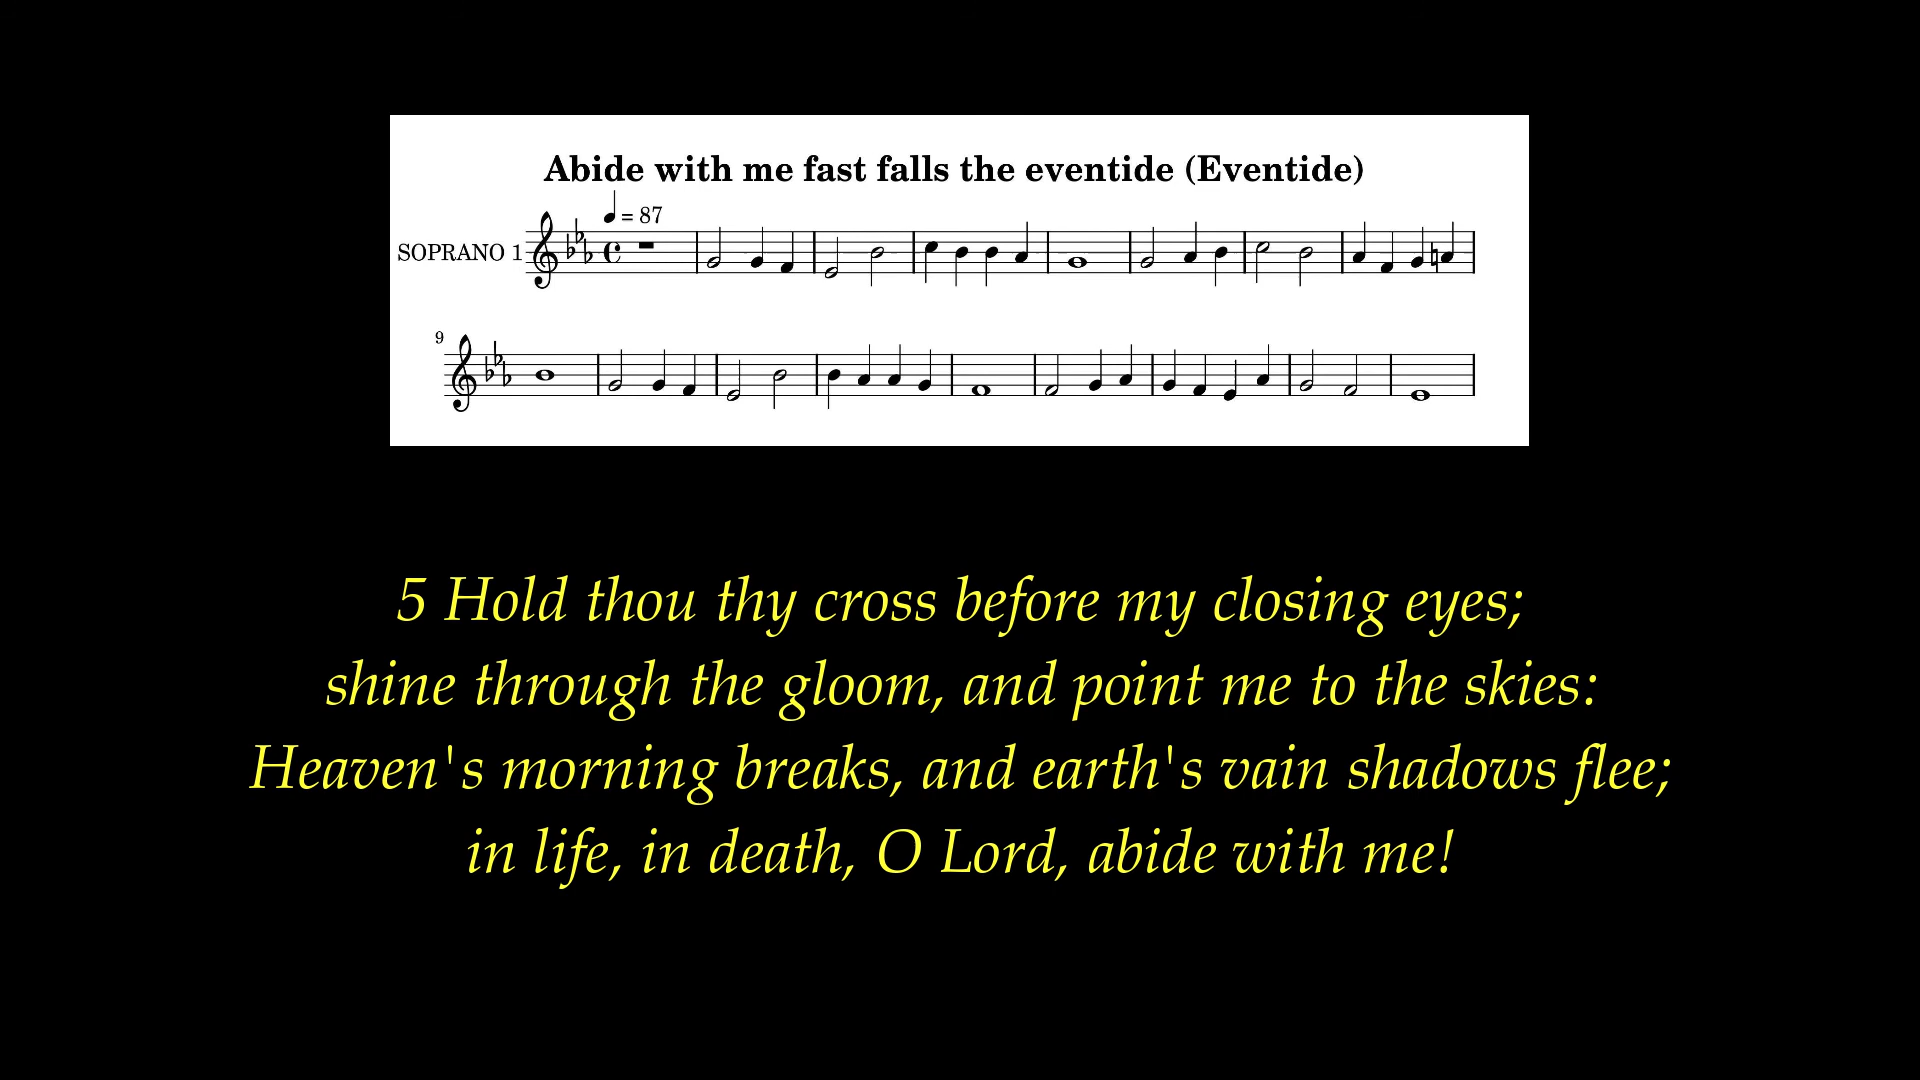 Abide with me fast falls the eventide (Eventide)
= 87
SOPRANO 1
9
5 Hold thou thy cross before my closing eyes;
shine through the gloom, and point me to the skies:
Heaven's morning breaks, and earth's vain shadows flee;
in life, in death, O Lord, abide with me!